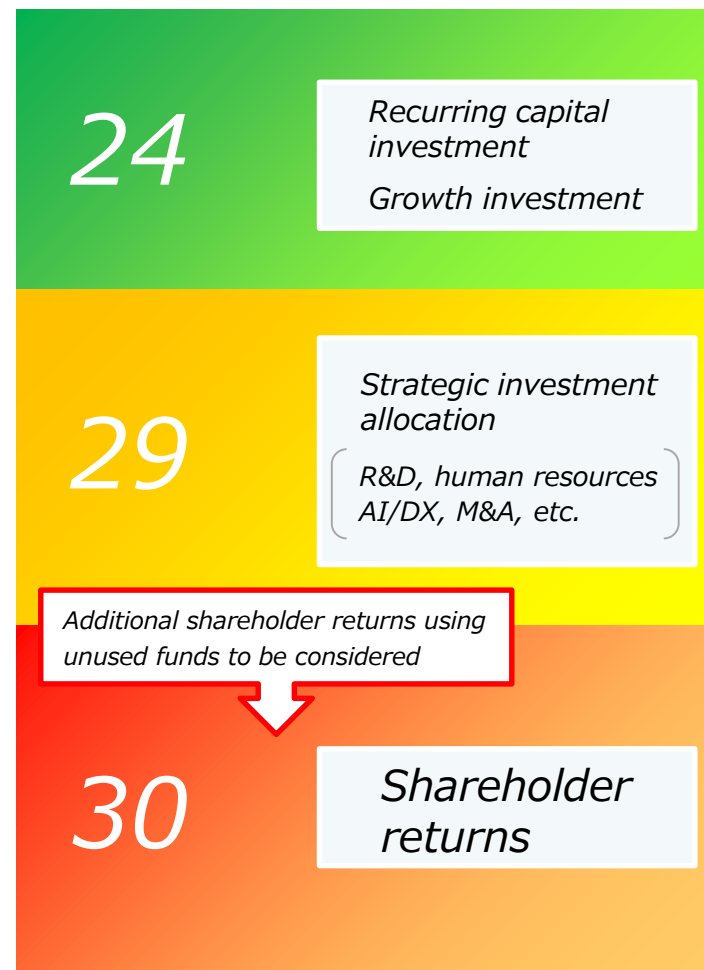 24
Recurring capital
investment
Growth investment
29
Strategic investment
allocation
R&D, human resources
AI/DX, M&A, etc.
Additional shareholder returns using
unused funds to be considered
30
Shareholder
returns